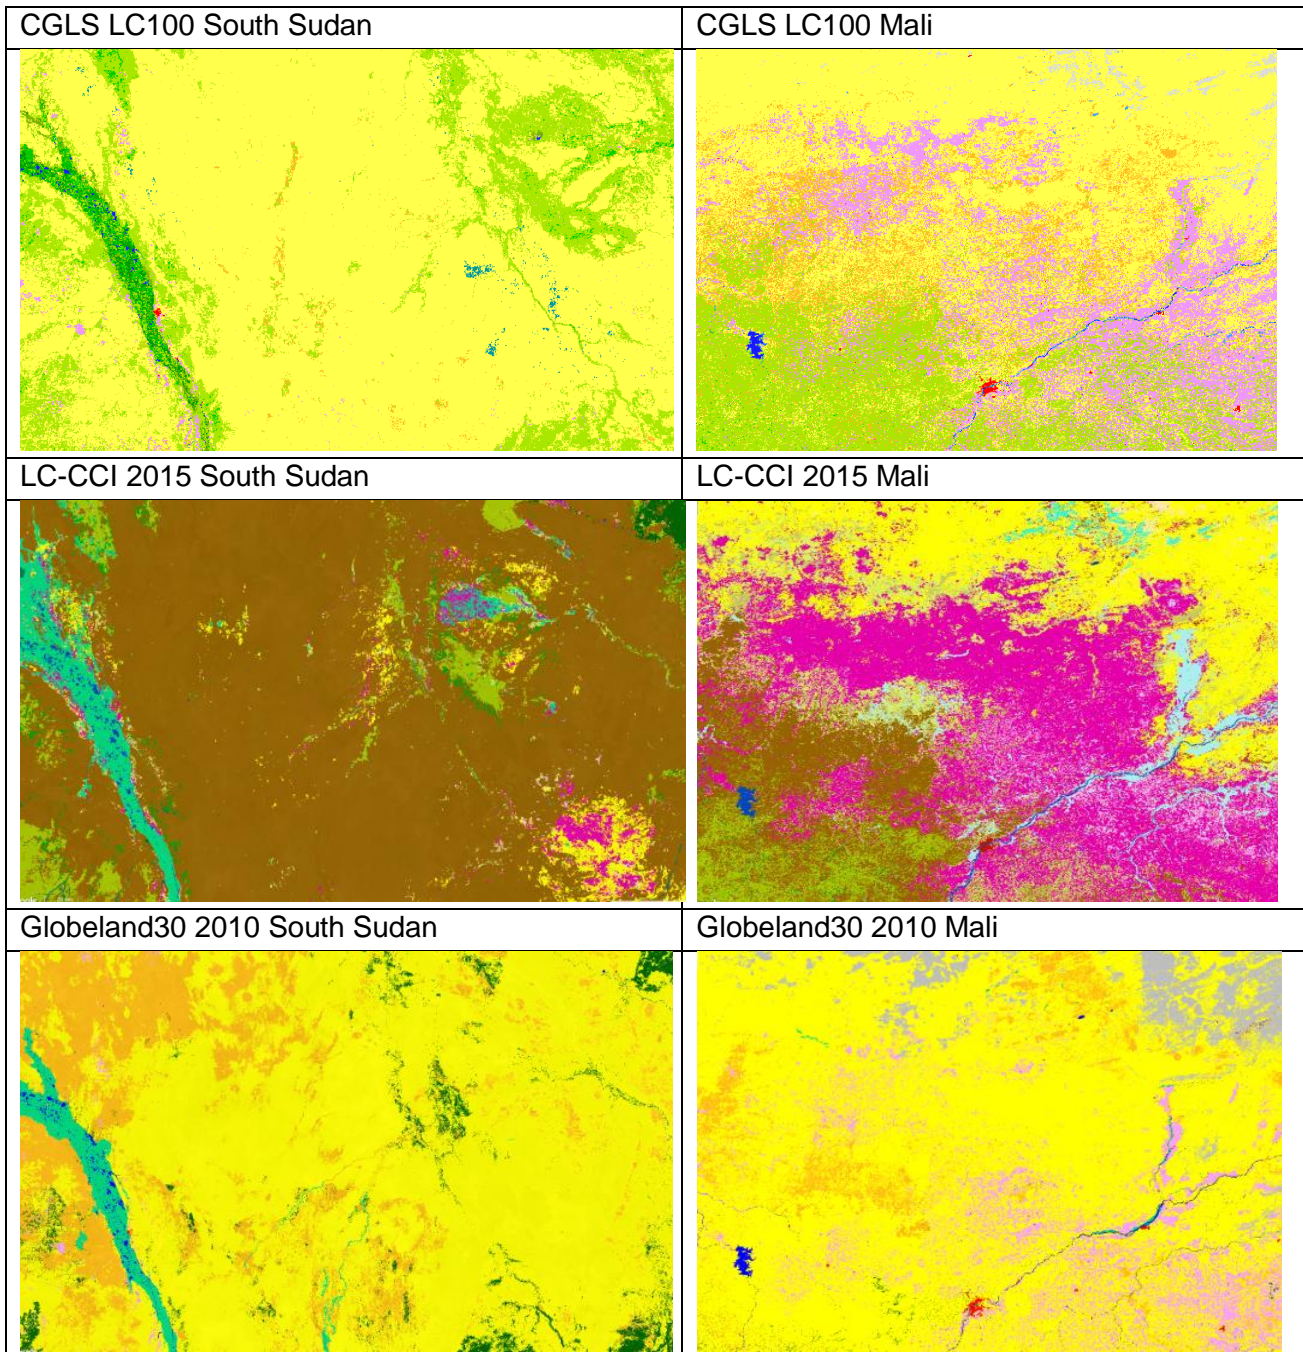 CGLS LC100 South Sudan
CGLS LC100 Mali
LC-CCI 2015 South Sudan
LC-CCI 2015 Mali
Globeland30 2010 South Sudan
Globeland30 2010 Mali